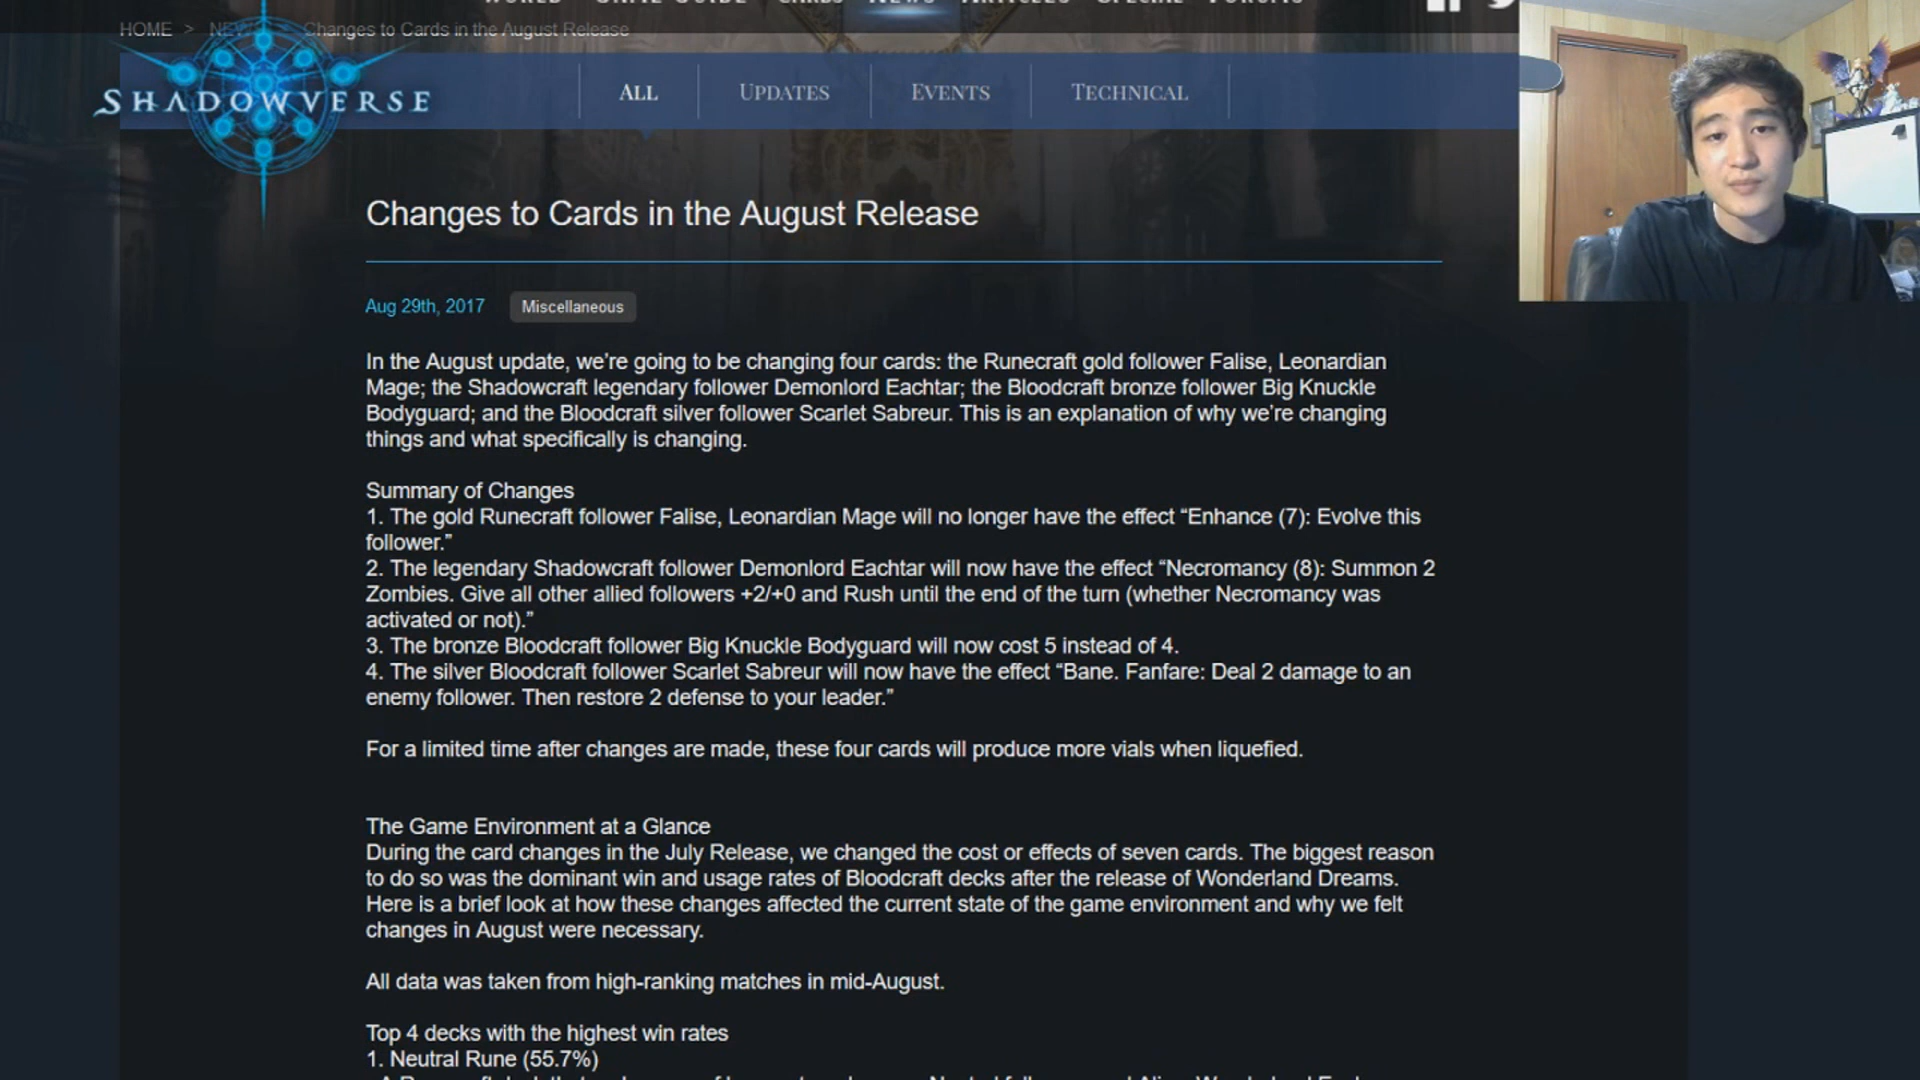 WORLD GAME GUIDE CARDS NEWS ARTICLES SPECIAL FORUMS
HOME > NEWS > Changes to Cards in the August Release
SHADOWVERSE
ALL UPDATES EVENTS TECHNICAL
Changes to Cards in the August Release
Aug 29th, 2017 Miscellaneous
In the August update, we’re going to be changing four cards: the Runecraft gold follower Falise, Leonardian
Mage; the Shadowcraft legendary follower Demonlord Eachtar; the Bloodcraft bronze follower Big Knuckle
Bodyguard; and the Bloodcraft silver follower Scarlet Sabreur. This is an explanation of why we’re changing
things and what specifically is changing.
Summary of Changes
1. The gold Runecraft follower Falise, Leonardian Mage will no longer have the effect “Enhance (7): Evolve this
follower.”
2. The legendary Shadowcraft follower Demonlord Eachtar will now have the effect “Necromancy (8): Summon 2
Zombies. Give all other allied followers +2/+0 and Rush until the end of the turn (whether Necromancy was
activated or not).”
3. The bronze Bloodcraft follower Big Knuckle Bodyguard will now cost 5 instead of 4.
4. The silver Bloodcraft follower Scarlet Sabreur will now have the effect “Bane. Fanfare: Deal 2 damage to an
enemy follower. Then restore 2 defense to your leader.”
For a limited time after changes are made, these four cards will produce more vials when liquefied.
The Game Environment at a Glance
During the card changes in the July Release, we changed the cost or effects of seven cards. The biggest reason
to do so was the dominant win and usage rates of Bloodcraft decks after the release of Wonderland Dreams.
Here is a brief look at how these changes affected the current state of the game environment and why we felt
changes in August were necessary.
All data was taken from high-ranking matches in mid-August.
Top 4 decks with the highest win rates
1. Neutral Rune (55.7%)